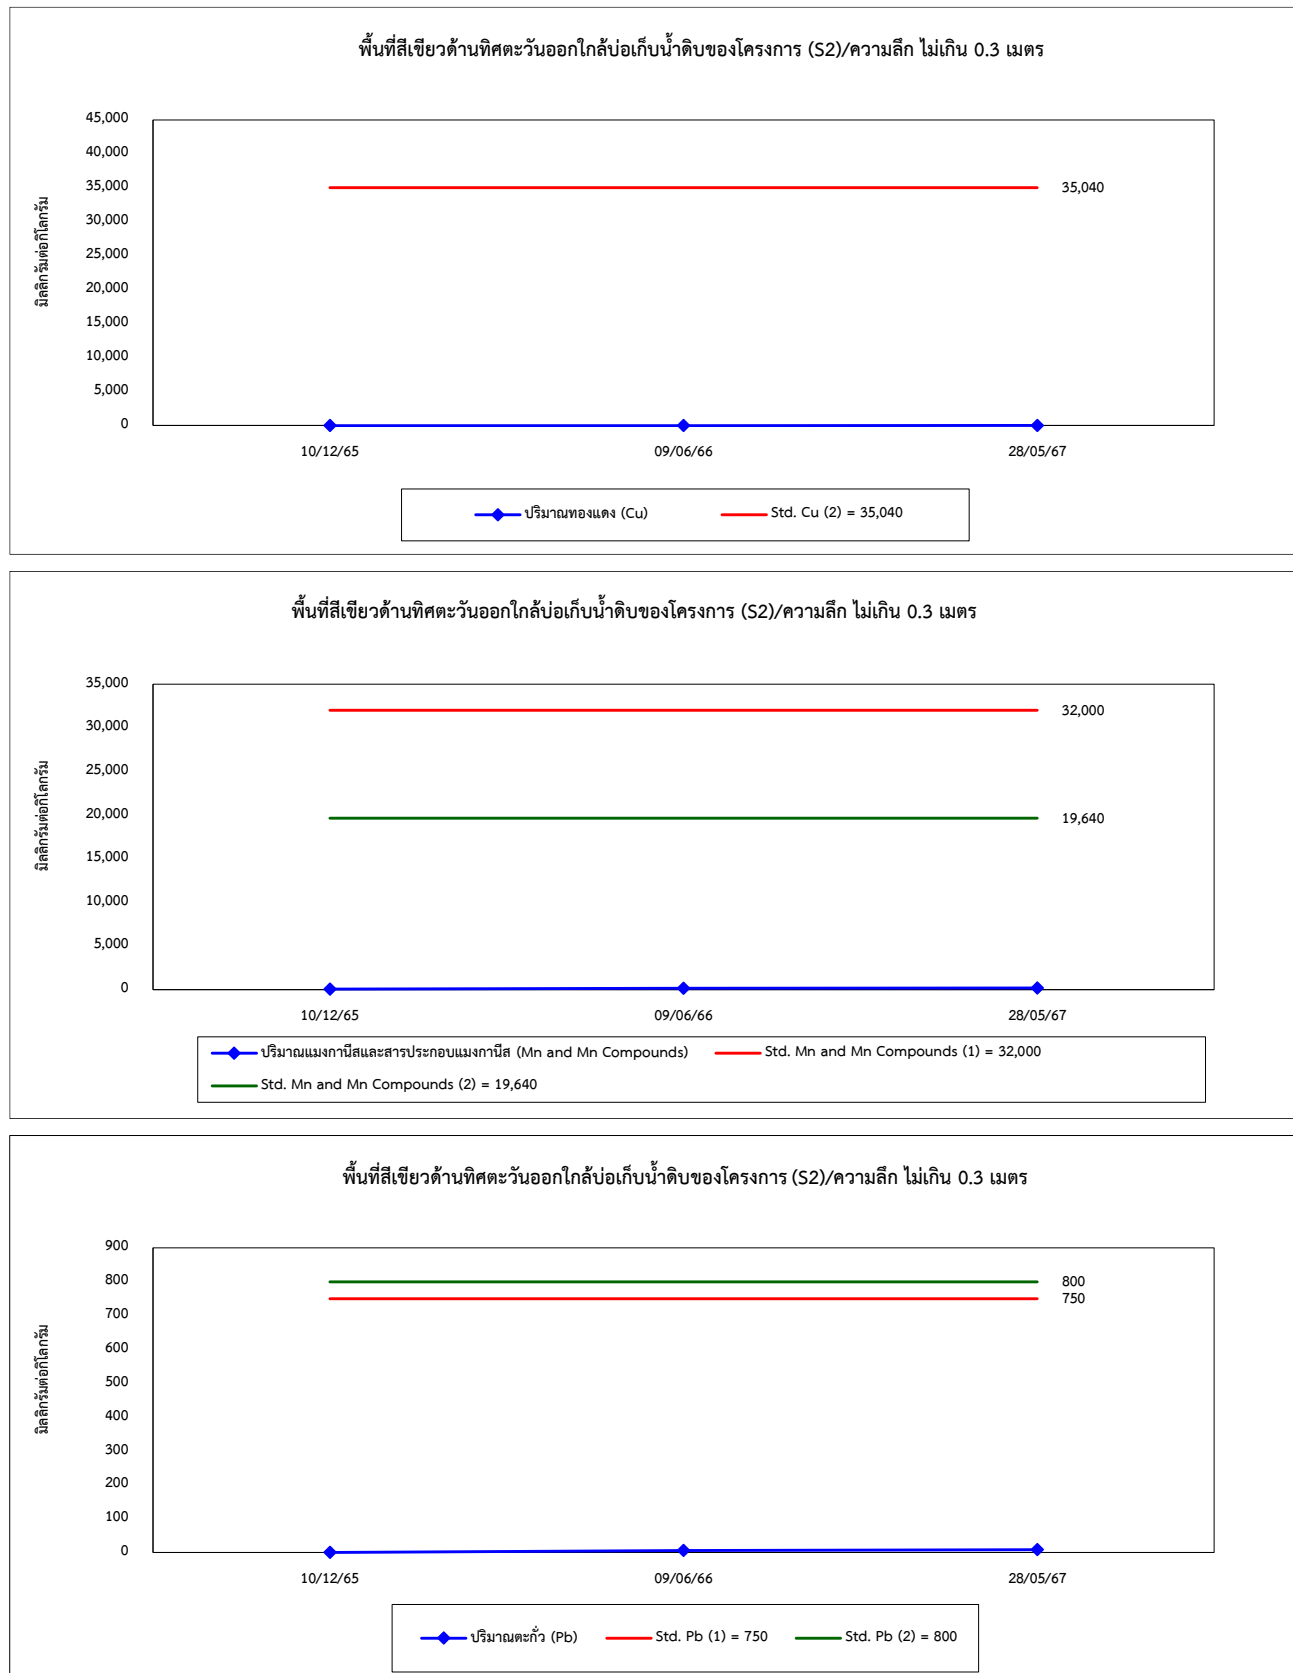 พื้นที่สีเขียวด้านทิศตะวันออกใกล้บ่อเก็บน้ำดิบของโครงการ (S2)/ความลึก ไม่เกิน 0.3 เมตร
มิลลิกรัมต่อกิโลกรัม
45,000
40,000
35,000
30,000
25,000
20,000
15,000
10,000
5,000
0
35,040
10/12/65 09/06/66 28/05/67
ปริมาณทองแดง (Cu) Std. Cu (2) = 35,040
พื้นที่สีเขียวด้านทิศตะวันออกใกล้บ่อเก็บน้ำดิบของโครงการ (S2)/ความลึก ไม่เกิน 0.3 เมตร
มิลลิกรัมต่อกิโลกรัม
35,000
30,000
25,000
20,000
15,000
10,000
5,000
0
32,000
19,640
10/12/65 09/06/66 28/05/67
ปริมาณแมงกานีสและสารประกอบแมงกานีส (Mn and Mn Compounds) Std. Mn and Mn Compounds (1) = 32,000
Std. Mn and Mn Compounds (2) = 19,640
พื้นที่สีเขียวด้านทิศตะวันออกใกล้บ่อเก็บน้ำดิบของโครงการ (S2)/ความลึก ไม่เกิน 0.3 เมตร
มิลลิกรัมต่อกิโลกรัม
900
800
700
600
500
400
300
200
100
0
800
750
10/12/65 09/06/66 28/05/67
ปริมาณตะกั่ว (Pb) Std. Pb (1) = 750 Std. Pb (2) = 800